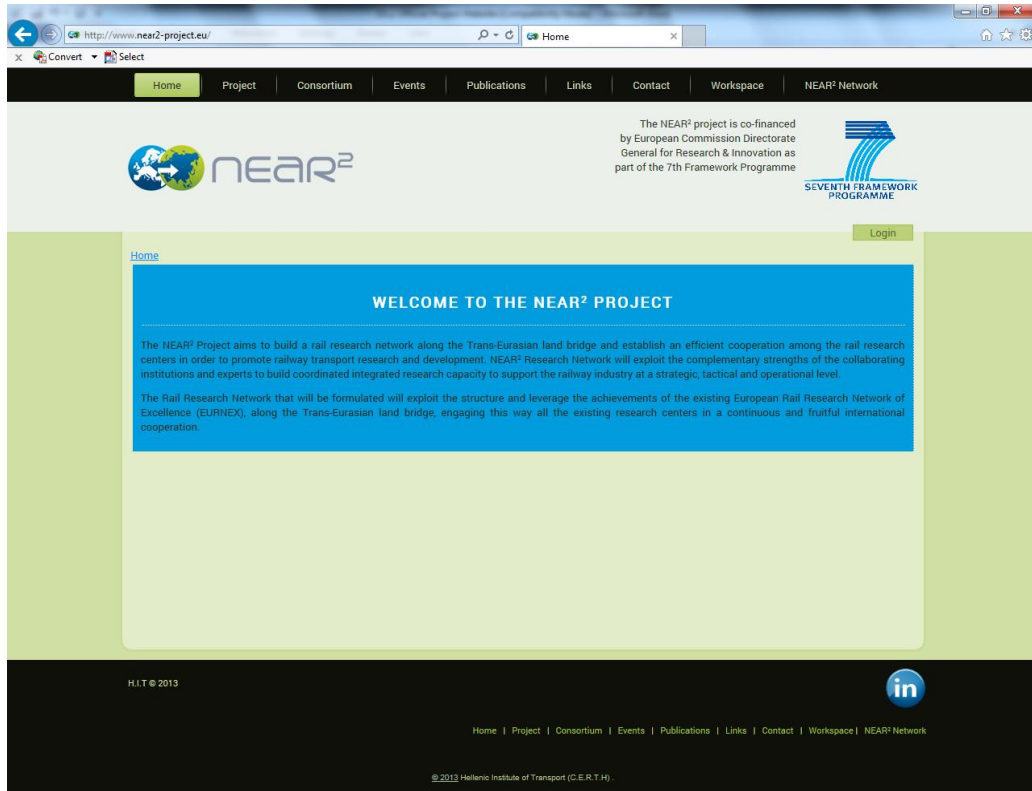 http://www.near2-project.eu/
Home
Convert
Select
Home Project Consortium Events Publications Links Contact Workspace NEAR² Network
The NEAR² project is co-financed
by European Commission Directorate
General for Research & Innovation as
part of the 7th Framework Programme
near²
7
SEVENTH FRAMEWORK
PROGRAMME
Login
Home
WELCOME TO THE NEAR² PROJECT
The NEAR² Project aims to build a rail research network along the Trans-Eurasian land bridge and establish an efficient cooperation among the rail research
centers in order to promote railway transport research and development. NEAR² Research Network will exploit the complementary strengths of the collaborating
institutions and experts to build coordinated integrated research capacity to support the railway industry at a strategic, tactical and operational level.
The Rail Research Network that will be formulated will exploit the structure and leverage the achievements of the existing European Rail Research Network of
Excellence (EURNEX), along the Trans-Eurasian land bridge, engaging this way all the existing research centers in a continuous and fruitful international
cooperation.
H.I.T © 2013
in
Home | Project | Consortium | Events | Publications | Links | Contact | Workspace | NEAR² Network
© 2013 Hellenic Institute of Transport (C.E.R.T.H) .